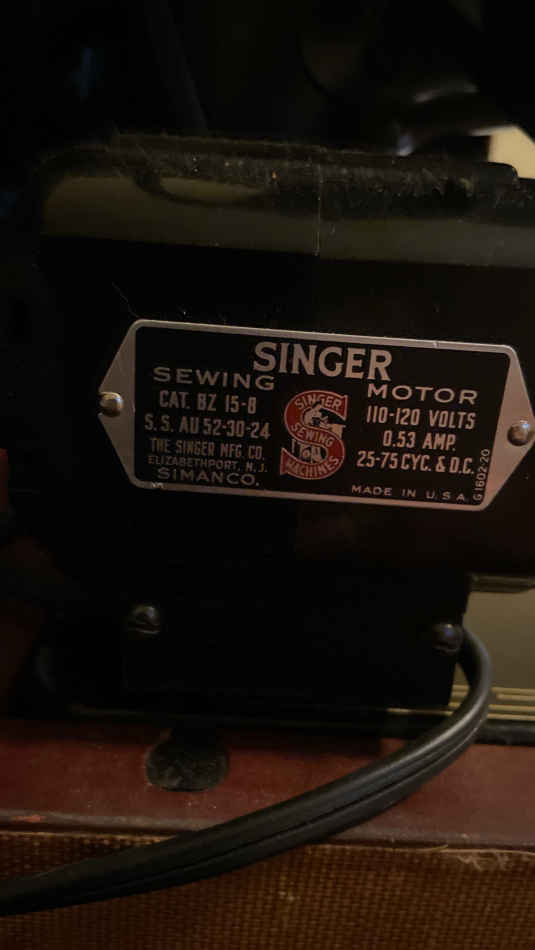 SINGER
SEWING MOTOR
CAT. BZ 15-8
S.S. AU 52-30-24
THE SINGER MFG CO.
ELIZABETHPORT, N.J.
SIMANCO.
SINGER
SEWING
MACHINES
110-120 VOLTS
0.53 AMP.
25-75 CYC. & D.C.
MADE IN U.S.A.
G1602-20